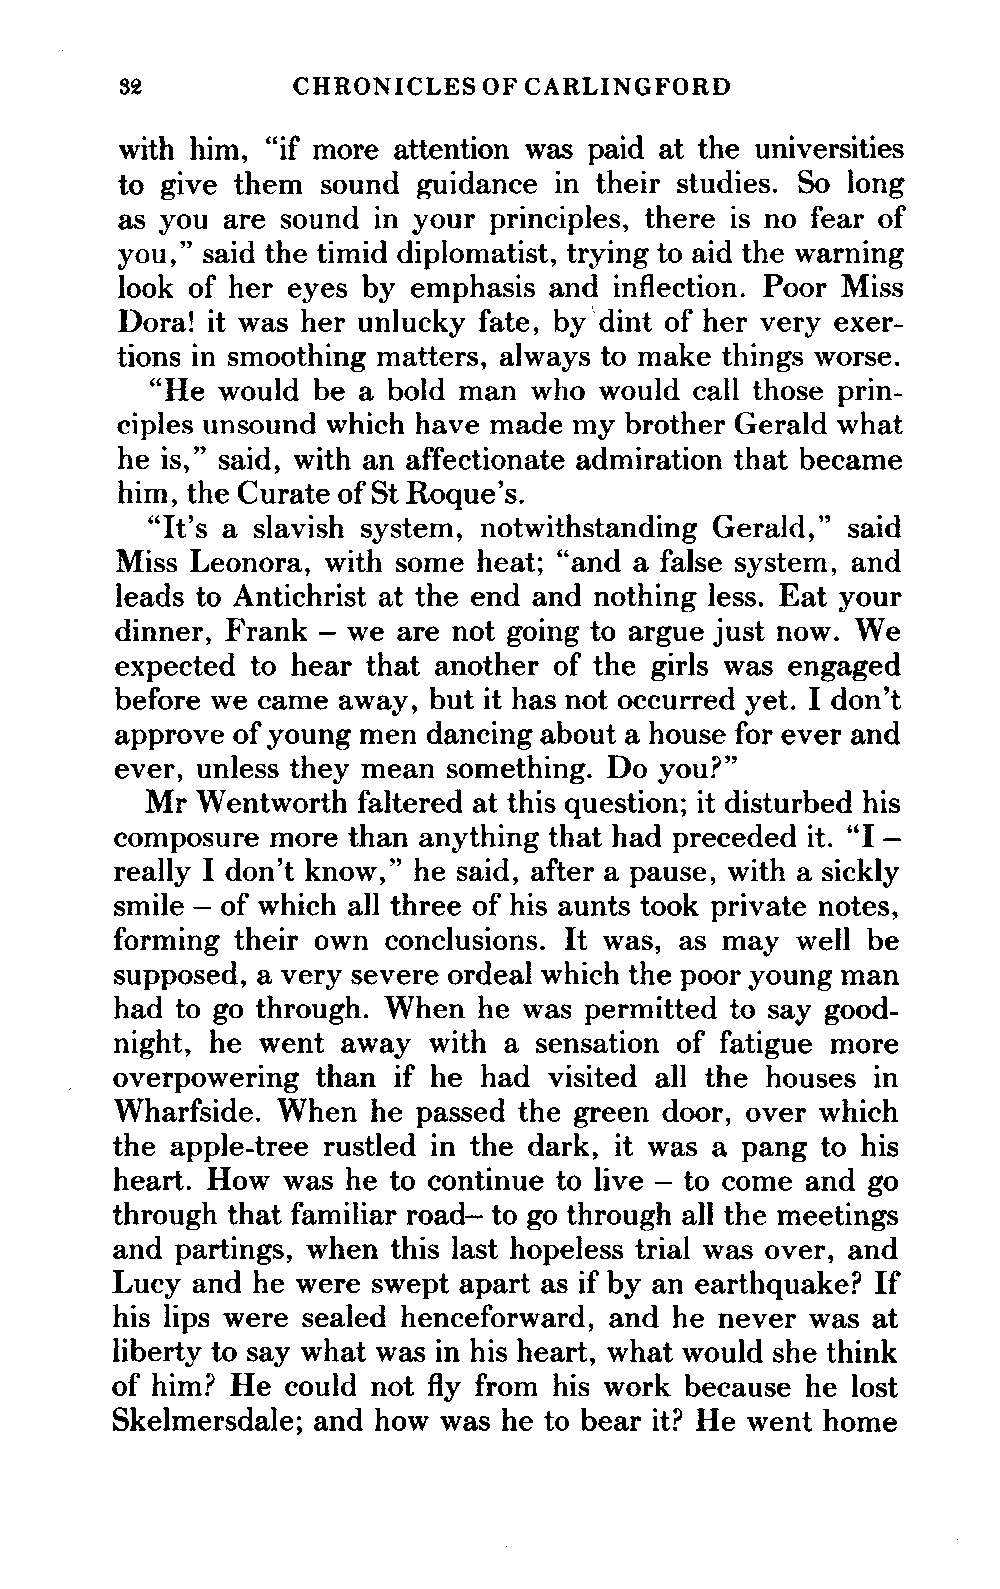 32 CHRONICLES OF CARLINGFORD
with him, “if more attention was paid at the universities
to give them sound guidance in their studies. So long
as you are sound in your principles, there is no fear of
you,” said the timid diplomatist, trying to aid the warning
look of her eyes by emphasis and inflection. Poor Miss
Dora! it was her unlucky fate, by dint of her very exer-
tions in smoothing matters, always to make things worse.
“He would be a bold man who would call those prin-
ciples unsound which have made my brother Gerald what
he is,” said, with an affectionate admiration that became
him, the Curate of St Roque’s.
“It’s a slavish system, notwithstanding Gerald,” said
Miss Leonora, with some heat; “and a false system, and
leads to Antichrist at the end and nothing less. Eat your
dinner, Frank – we are not going to argue just now. We
expected to hear that another of the girls was engaged
before we came away, but it has not occurred yet. I don’t
approve of young men dancing about a house for ever and
ever, unless they mean something. Do you?”
Mr Wentworth faltered at this question; it disturbed his
composure more than anything that had preceded it. “I –
really I don’t know,” he said, after a pause, with a sickly
smile – of which all three of his aunts took private notes,
forming their own conclusions. It was, as may well be
supposed, a very severe ordeal which the poor young man
had to go through. When he was permitted to say good-
night, he went away with a sensation of fatigue more
overpowering than if he had visited all the houses in
Wharfside. When he passed the green door, over which
the apple-tree rustled in the dark, it was a pang to his
heart. How was he to continue to live – to come and go
through that familiar road– to go through all the meetings
and partings, when this last hopeless trial was over, and
Lucy and he were swept apart as if by an earthquake? If
his lips were sealed henceforward, and he never was at
liberty to say what was in his heart, what would she think
of him? He could not fly from his work because he lost
Skelmersdale; and how was he to bear it? He went home